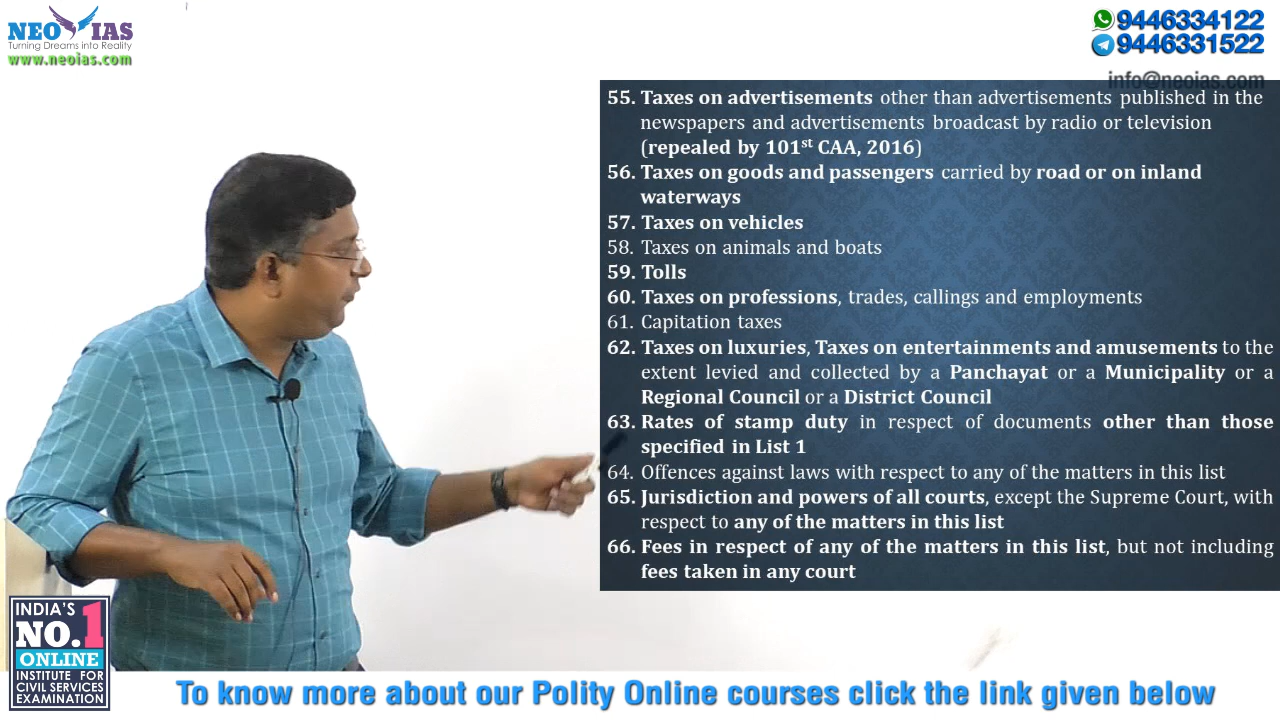 NEO IAS
Turning Dreams into Reality
www.neoias.com
9446334122
9446331522
info@neoias.com
55. Taxes on advertisements other than advertisements published in the
newspapers and advertisements broadcast by radio or television
(repealed by 101st CAA, 2016)
56. Taxes on goods and passengers carried by road or on inland
waterways
57. Taxes on vehicles
58. Taxes on animals and boats
59. Tolls
60. Taxes on professions, trades, callings and employments
61. Capitation taxes
62. Taxes on luxuries, Taxes on entertainments and amusements to the
extent levied and collected by a Panchayat or a Municipality or a
Regional Council or a District Council
63. Rates of stamp duty in respect of documents other than those
specified in List 1
64. Offences against laws with respect to any of the matters in this list
65. Jurisdiction and powers of all courts, except the Supreme Court, with
respect to any of the matters in this list
66. Fees in respect of any of the matters in this list, but not including
fees taken in any court
INDIA'S
NO.1
ONLINE
INSTITUTE FOR
CIVIL SERVICES
EXAMINATION
To know more about our Polity Online courses click the link given below